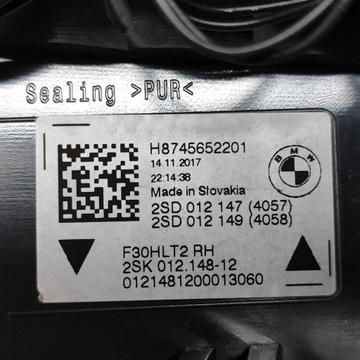 Sealing >PUR<
H8745652201
14.11.2017
22:14:38
BMW
Made in Slovakia
2SD 012 147 (4057)
2SD 012 149 (4058)
F30HLT2 RH
2SK 012.148-12
0121481200013060